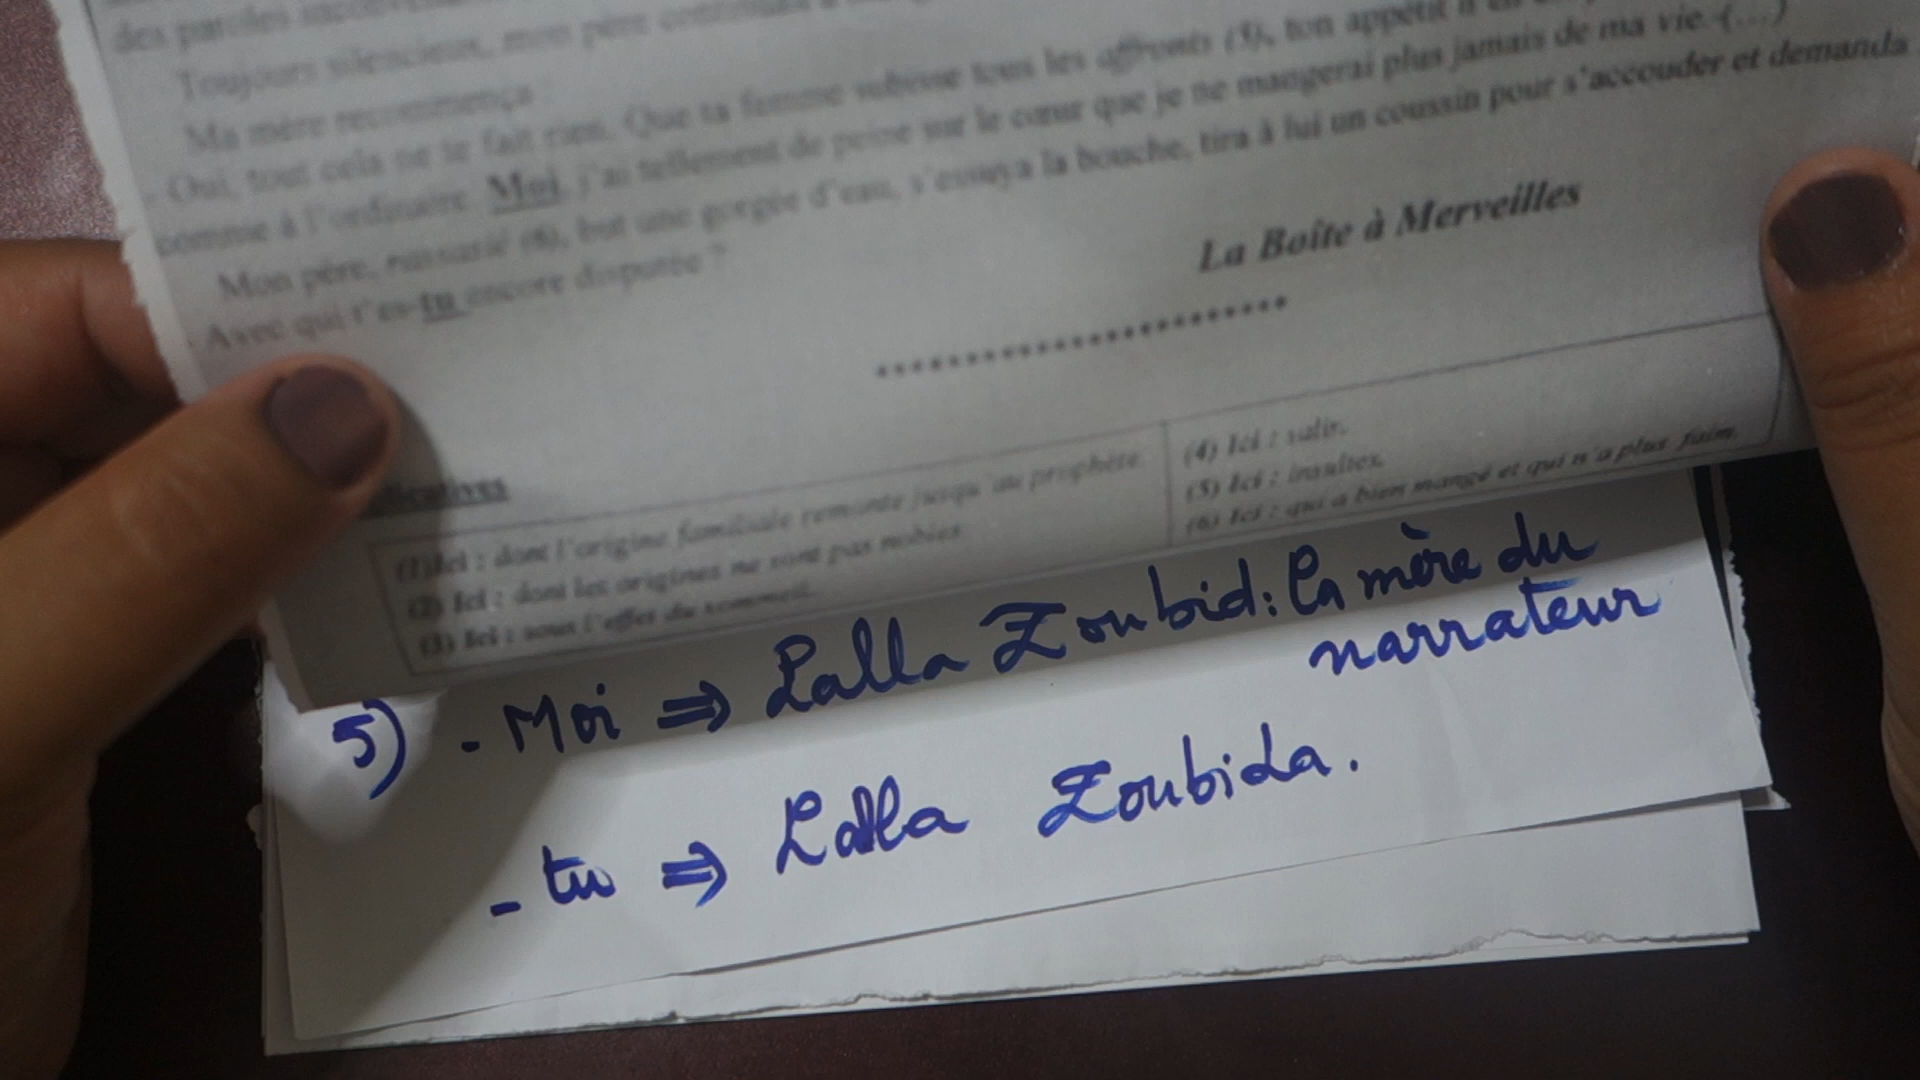 des paroles
Toujours silencieux, mon père
Ma mère recommença :
- Oui, tout cela ne te fait rien. Que ta femme subisse tous les affronts (5), ton appétit
comme à l'ordinaire. Moi, j'ai tellement de peine sur le cœur que je ne mangerai plus jamais de ma vie. (…)
Mon père, rassasié (6), but une gorgée d'eau, s'essuya la bouche, tira à lui un coussin pour s'accouder et demanda
- Avec qui t'es-tu encore disputée ?
La Boîte à Merveilles
************************
licatives
(1) Ici : dont l'origine familiale remonte jusqu'au prophète
(2) Ici : dont les origines ne sont pas nobles
(3) Ici : sous l'effet du sommeil.
(4) Ici : salir.
(5) Ici : insultes.
(6) Ici : qui a bien mangé et qui n'a plus faim.
5) - Moi ⇒ Lalla Zoubid : la mère du
narrateur
- tu ⇒ Lalla Zoubida.